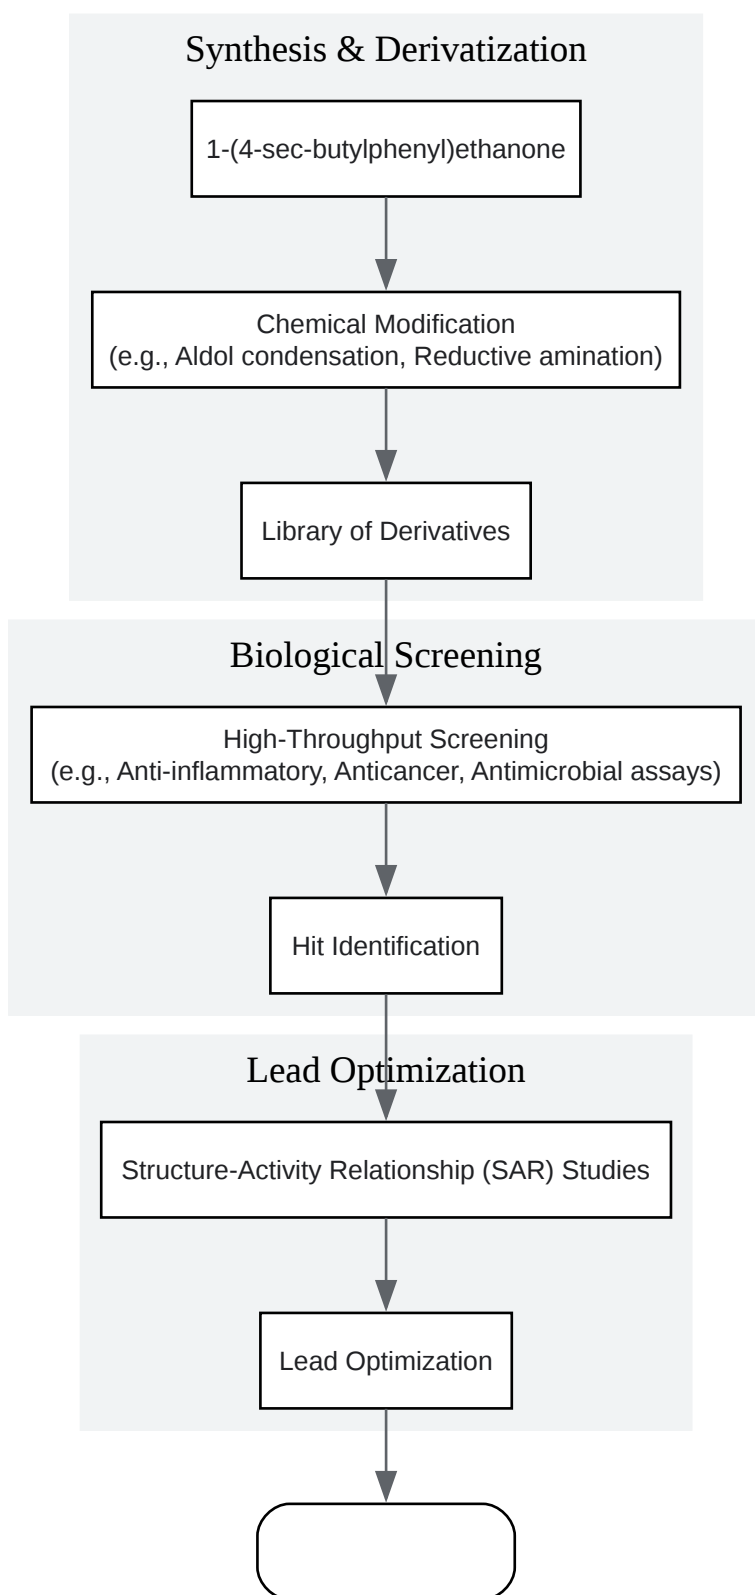 Synthesis & Derivatization
1-(4-sec-butylphenyl)ethanone
Chemical Modification
(e.g., Aldol condensation, Reductive amination)
Library of Derivatives
Biological Screening
High-Throughput Screening
(e.g., Anti-inflammatory, Anticancer, Antimicrobial assays)
Hit Identification
Lead Optimization
Structure-Activity Relationship (SAR) Studies
Lead Optimization